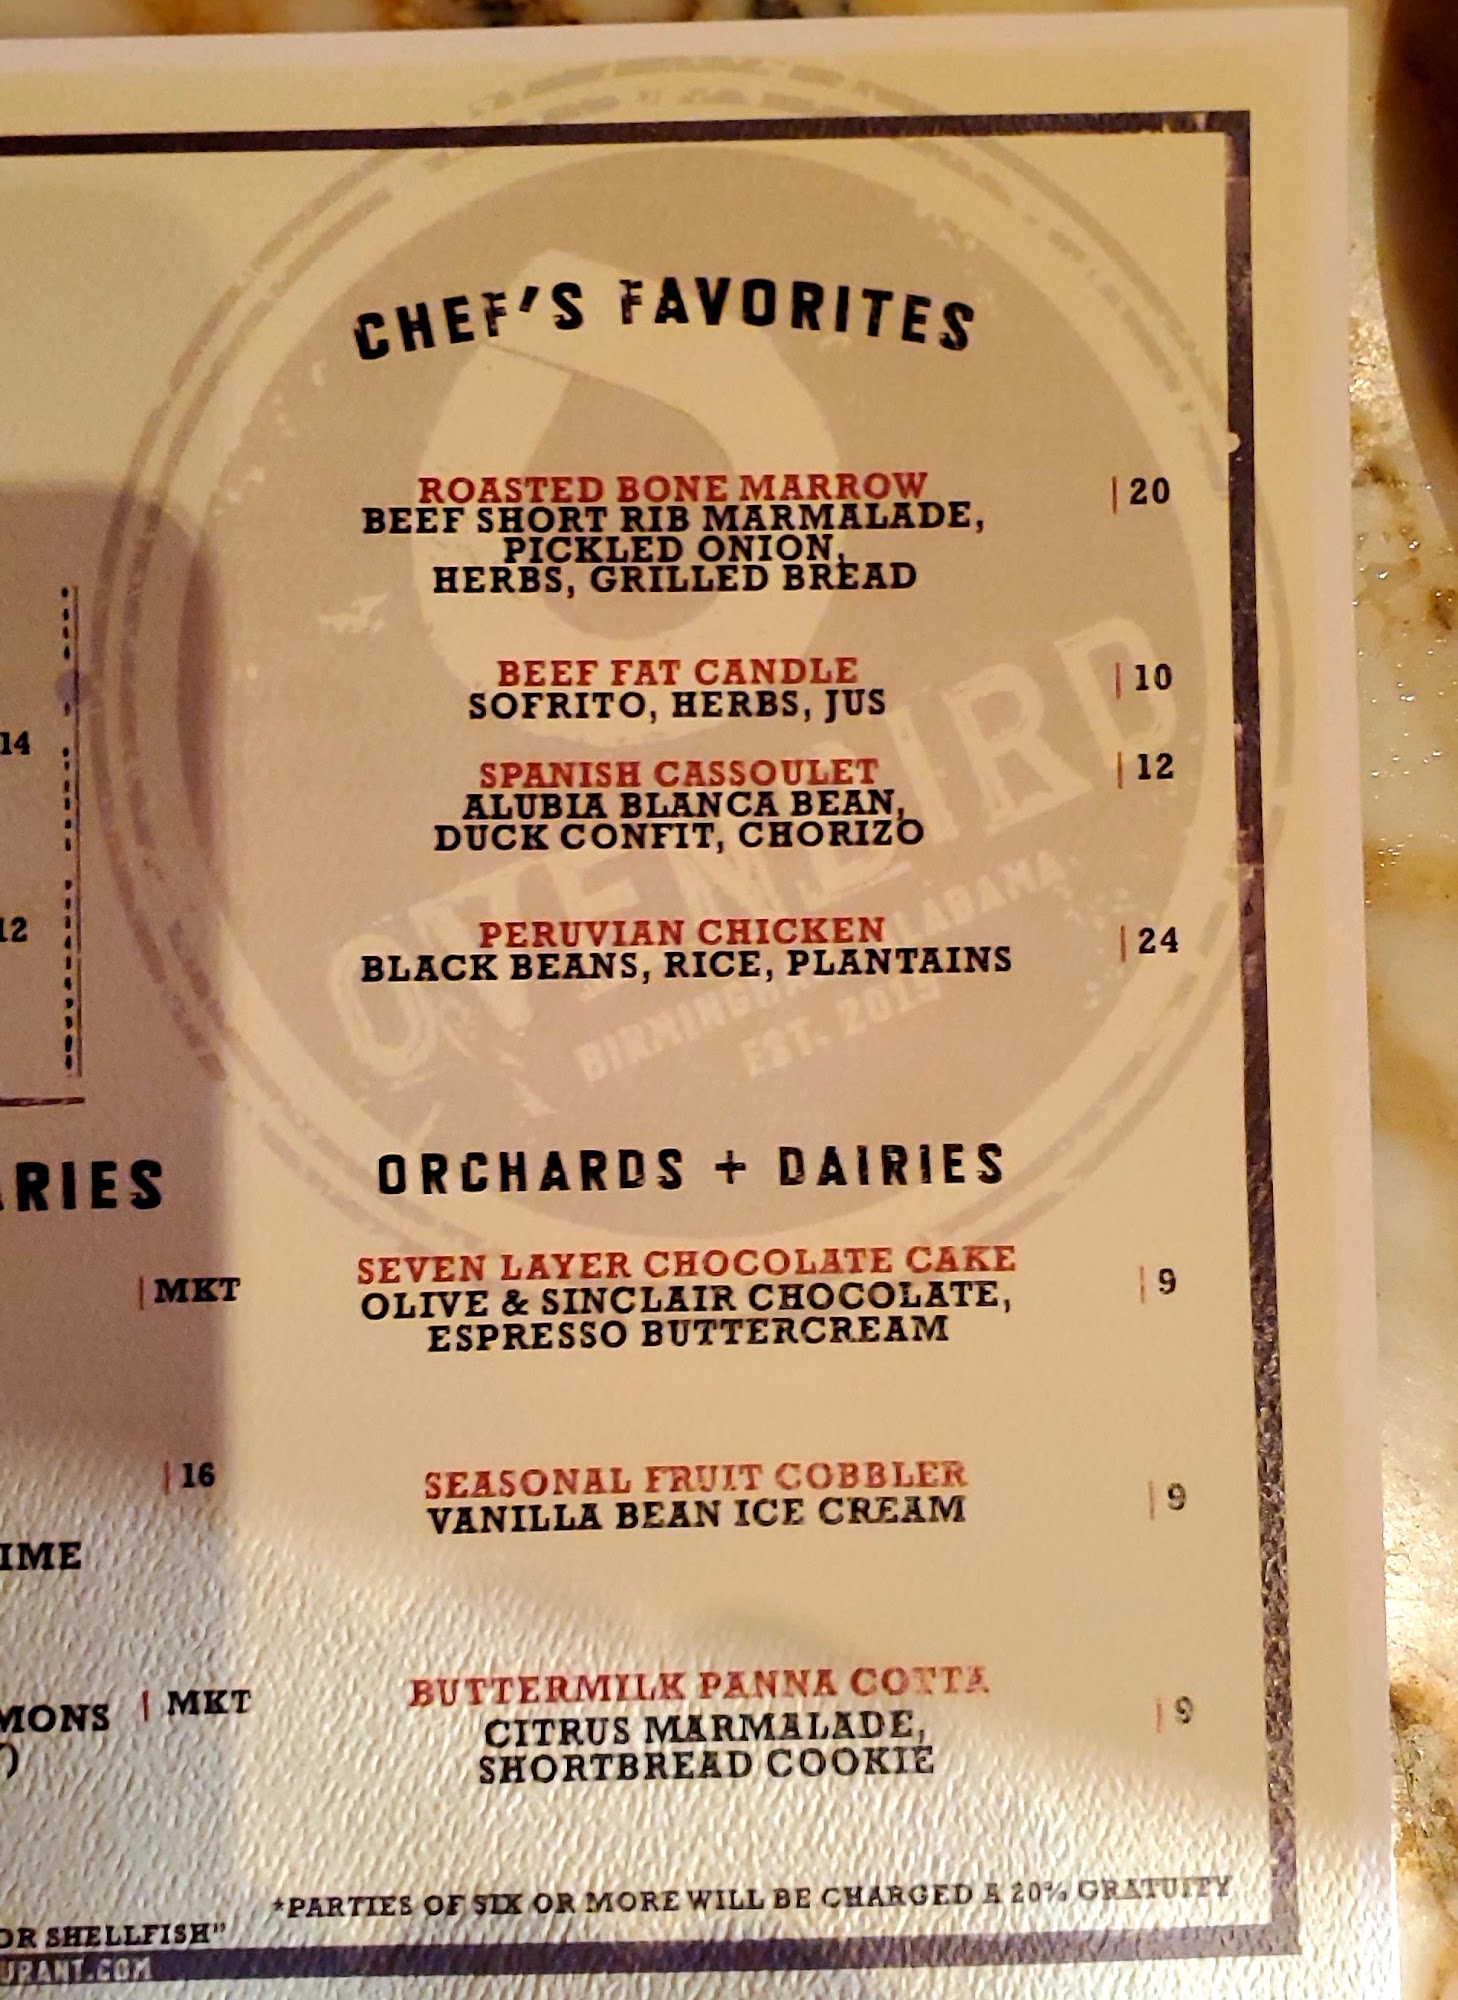 CHEF'S FAVORITES
ROASTED BONE MARROW | 20
BEEF SHORT RIB MARMALADE,
PICKLED ONION,
HERBS, GRILLED BREAD
BEEF FAT CANDLE | 10
SOFRITO, HERBS, JUS
SPANISH CASSOULET | 12
ALUBIA BLANCA BEAN,
DUCK CONFIT, CHORIZO
PERUVIAN CHICKEN | 24
BLACK BEANS, RICE, PLANTAINS
OVENBIRD
BIRMINGHAM, ALABAMA
EST. 2015
ORCHARDS + DAIRIES
SEVEN LAYER CHOCOLATE CAKE | 9
OLIVE & SINCLAIR CHOCOLATE,
ESPRESSO BUTTERCREAM
SEASONAL FRUIT COBBLER | 9
VANILLA BEAN ICE CREAM
BUTTERMILK PANNA COTTA | 9
CITRUS MARMALADE,
SHORTBREAD COOKIE
*PARTIES OF SIX OR MORE WILL BE CHARGED A 20% GRATUITY
14
12
| MKT
| 16
| MKT
OR SHELLFISH"